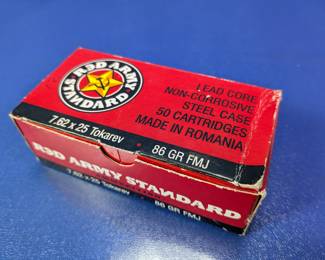 RED ARMY
STANDARD
7.62 x 25 Tokarev
LEAD CORE
NON-CORROSIVE
STEEL CASE
50 CARTRIDGES
MADE IN ROMANIA
86 GR FMJ
RED ARMY STANDARD
7.62 x 25 Tokarev
86 GR FMJ